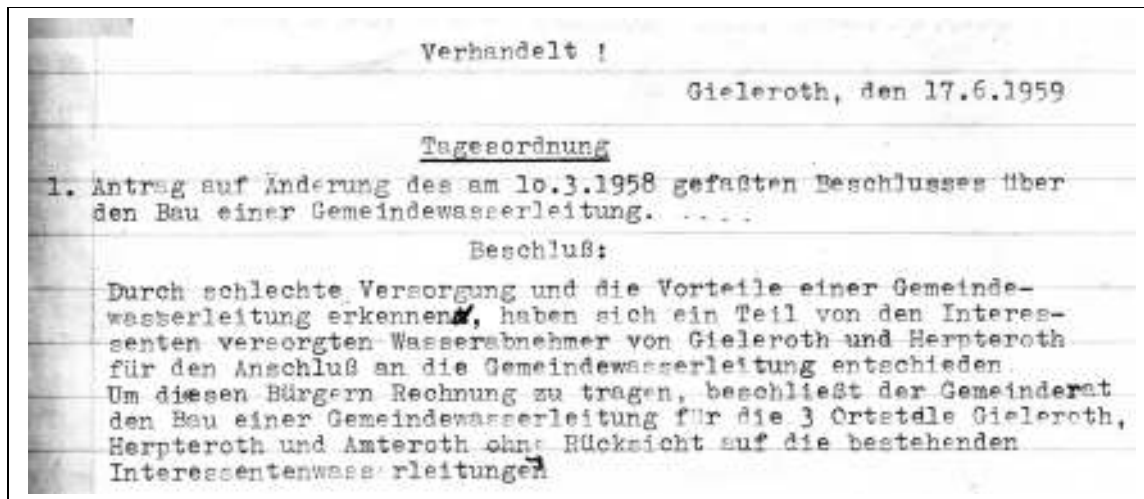 Verhandelt !
Gieleroth, den 17.6.1959
Tagesordnung
1. Antrag auf Änderung des am lo.3.1958 gefaßten Beschlusses über
den Bau einer Gemeindewasserleitung. ....
Beschluß:
Durch schlechte Versorgung und die Vorteile einer Gemeinde-
wasserleitung erkennend, haben sich ein Teil von den Interes-
senten versorgten Wasserabnehmer von Gieleroth und Herpteroth
für den Anschluß an die Gemeindewasserleitung entschieden.
Um diesen Bürgern Rechnung zu tragen, beschließt der Gemeinderat
den Bau einer Gemeindewasserleitung für die 3 Ortsteile Gieleroth,
Herpteroth und Amteroth ohne Rücksicht auf die bestehenden
Interessentenwasserleitungen